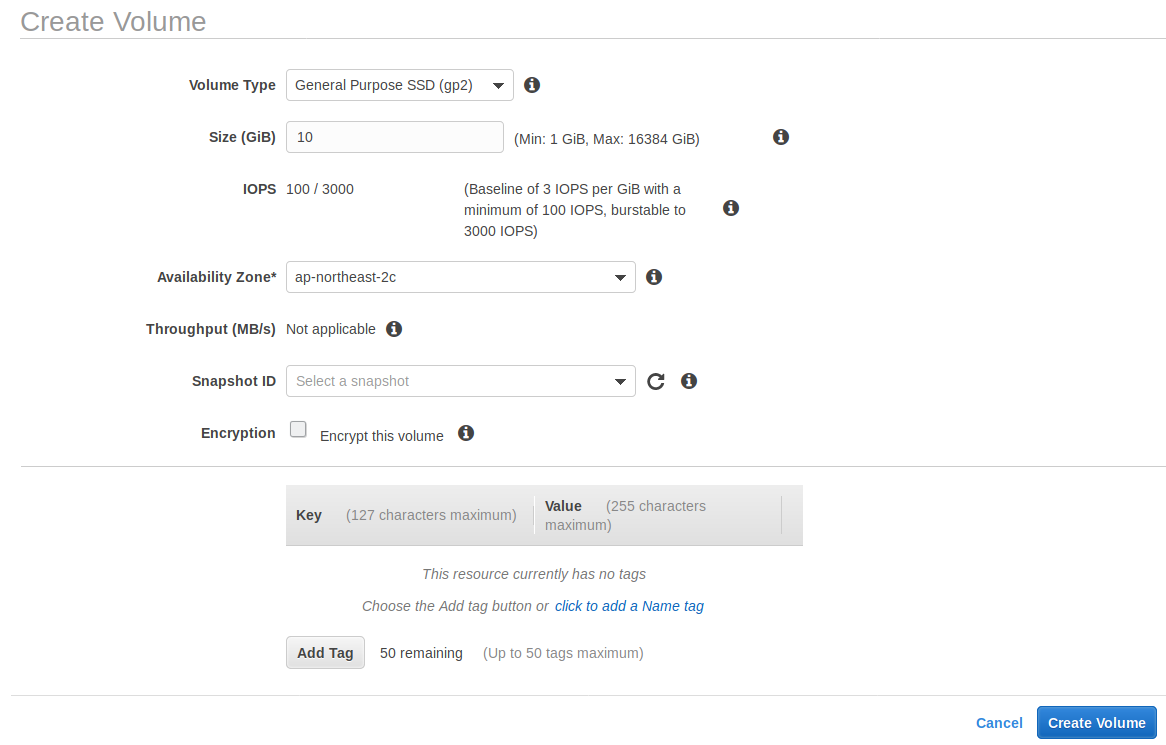 Create Volume
Volume Type General Purpose SSD (gp2)
Size (GiB) 10 (Min: 1 GiB, Max: 16384 GiB)
IOPS 100 / 3000 (Baseline of 3 IOPS per GiB with a
minimum of 100 IOPS, burstable to
3000 IOPS)
Availability Zone* ap-northeast-2c
Throughput (MB/s) Not applicable
Snapshot ID Select a snapshot
Encryption Encrypt this volume
Key (127 characters maximum) Value (255 characters
maximum)
This resource currently has no tags
Choose the Add tag button or click to add a Name tag
Add Tag 50 remaining (Up to 50 tags maximum)
Cancel Create Volume